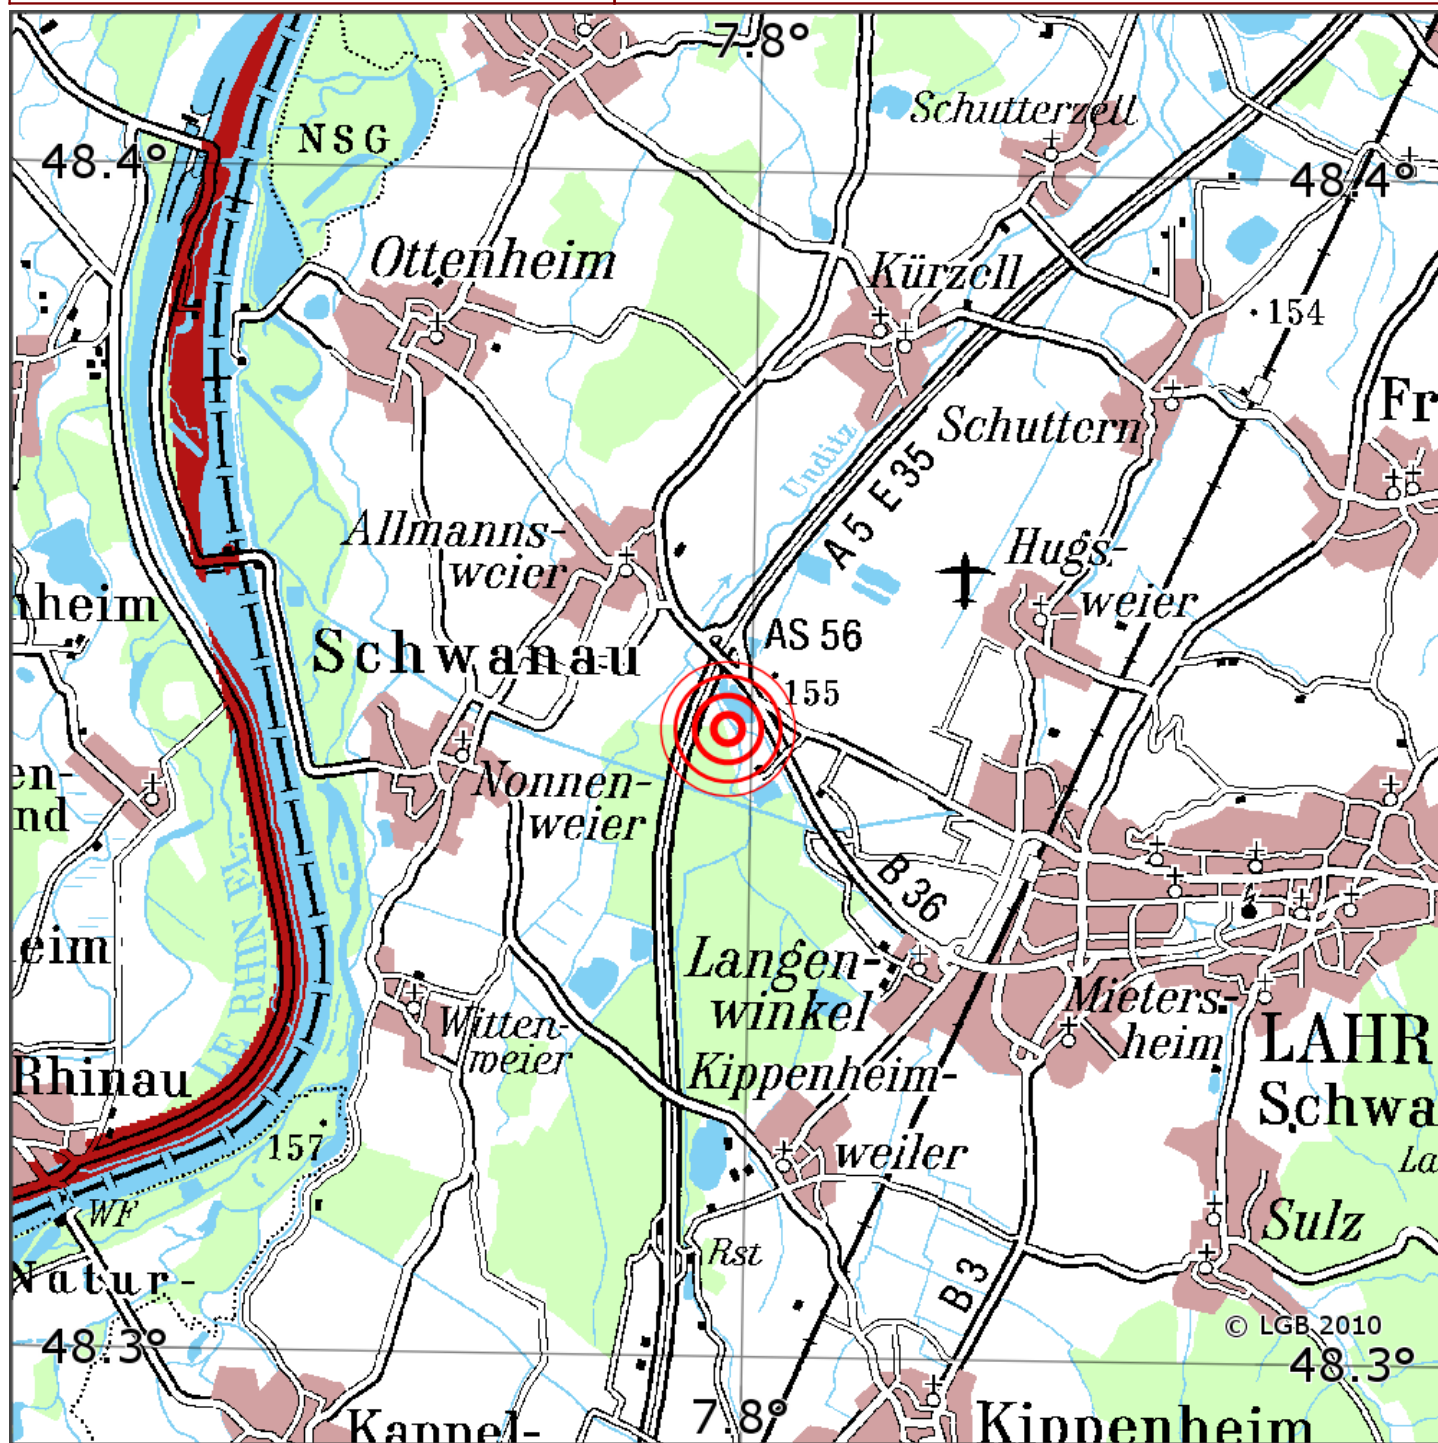 7.8°
Schutterzell
NSG
48.4°
48.4°
Ottenheim
Kürzell
154
Fr
Schuttern
Unditz
A 5 E 35
Allmanns-
weier
Hugs-
weier
heim
AS 56
Schwanau
155
en-
nd
Nonnen-
weier
B 36
LE RHIN EL.
eim
Langen-
winkel
Mieters-
heim
Witten-
weier
LAHR
Rhinau
Kippenheim-
weiler
Schwa
157
La
WF
Sulz
Rst
Natur-
B 3
© LGB 2010
48.3°
48.3°
7.8°
Kappel-
Kippenheim